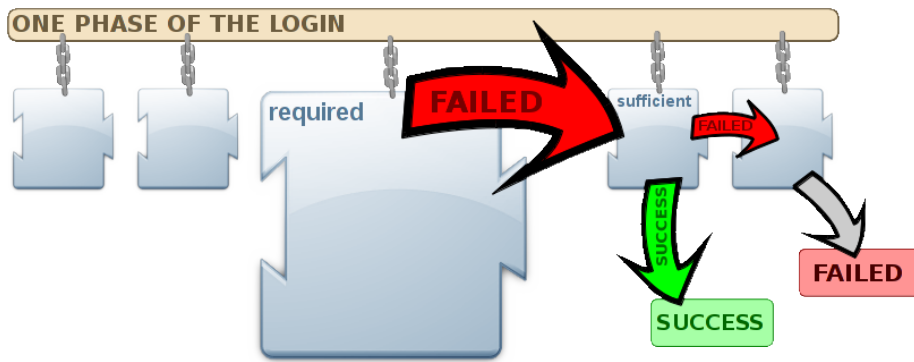 ONE PHASE OF THE LOGIN
required
FAILED
sufficient
FAILED
SUCCESS
FAILED
SUCCESS